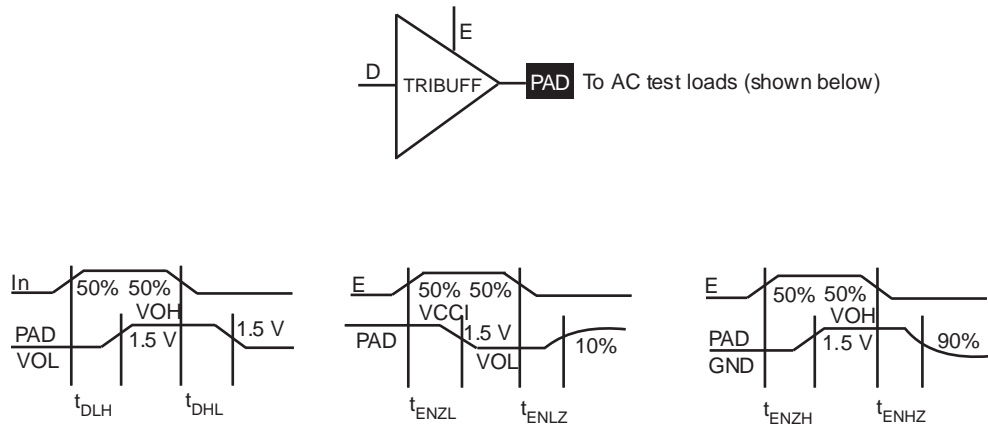 E
D
TRIBUFF
PAD To AC test loads (shown below)
In
50% 50%
VOH
PAD
VOL
1.5 V
1.5 V
tDLH
tDHL
E
50% 50%
VCCI
PAD
1.5 V
VOL
10%
tENZL
tENLZ
E
50% 50%
VOH
PAD
GND
1.5 V
90%
tENZH
tENHZ